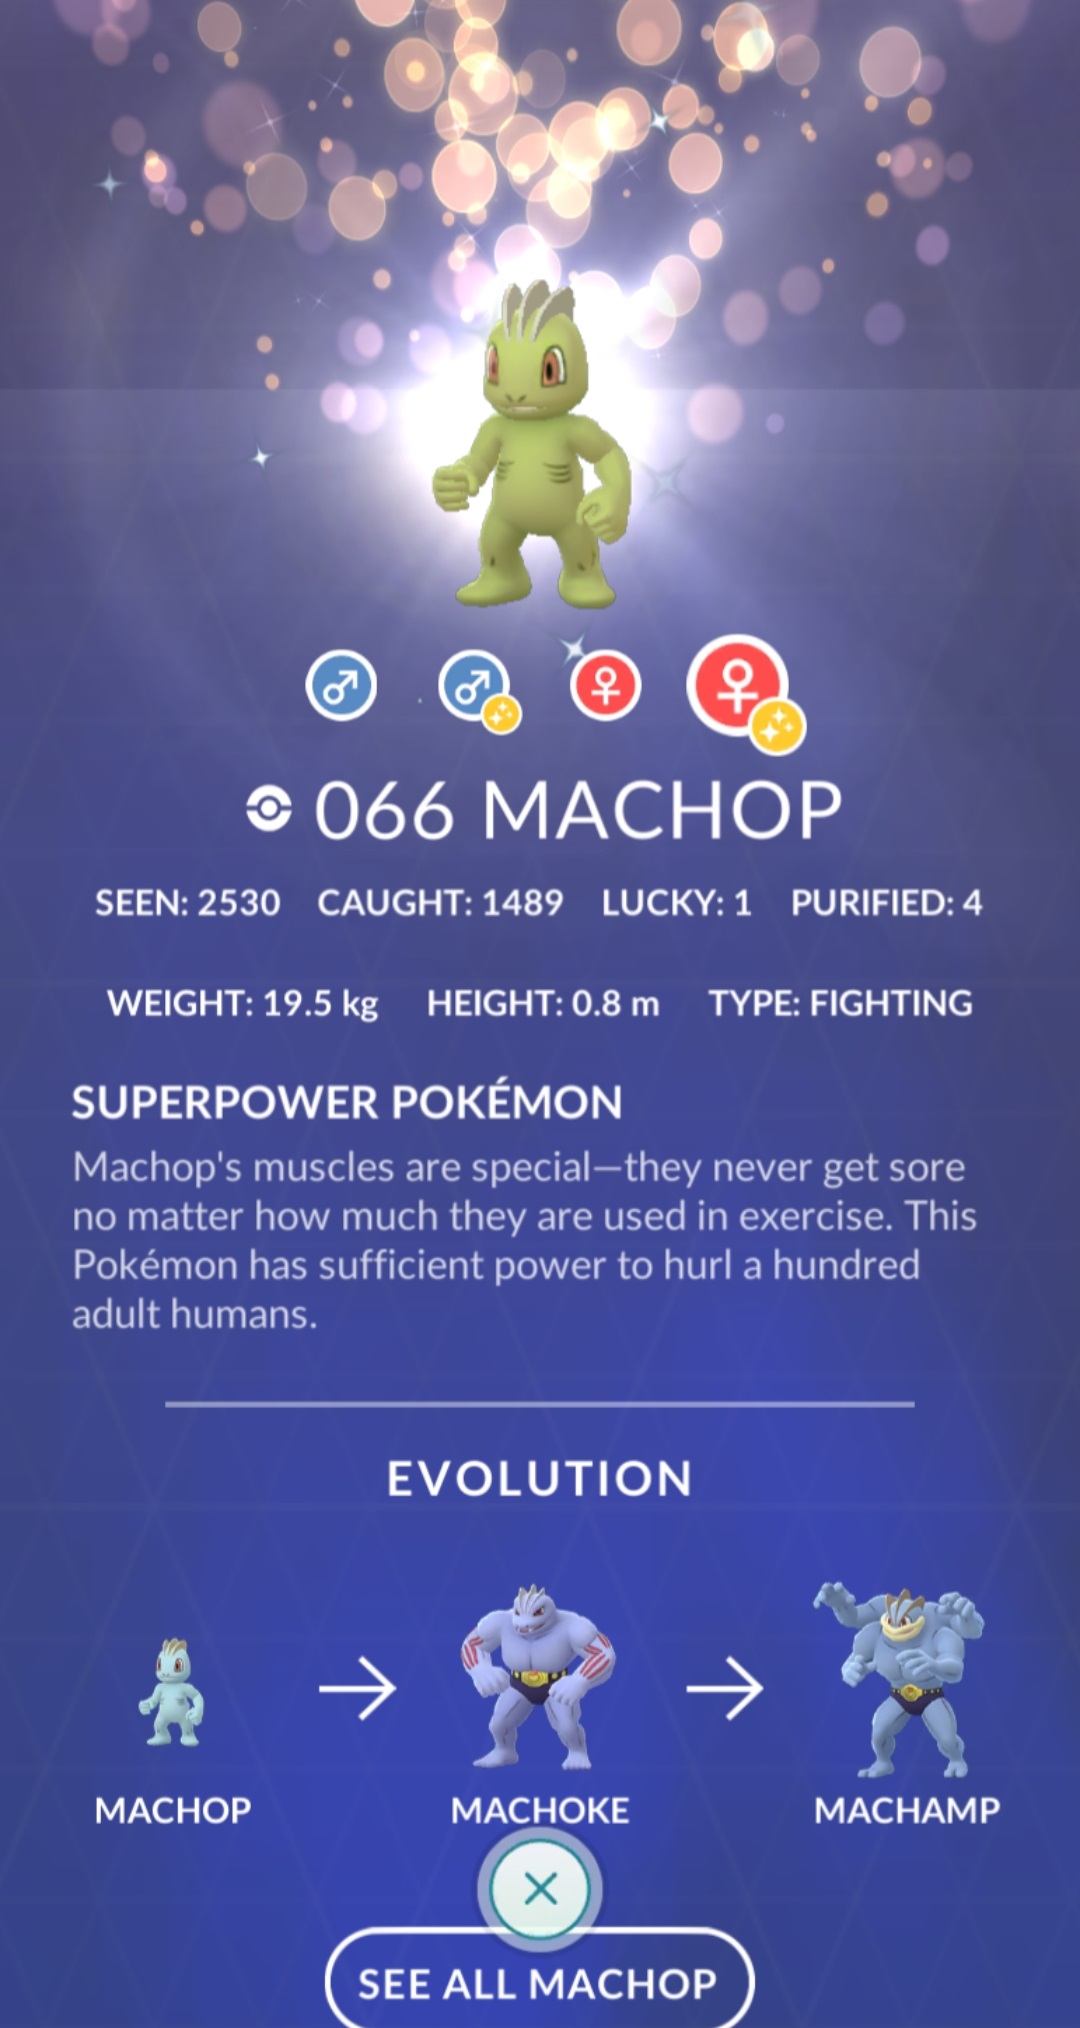 066 MACHOP
SEEN: 2530 CAUGHT: 1489 LUCKY: 1 PURIFIED: 4
WEIGHT: 19.5 kg HEIGHT: 0.8 m TYPE: FIGHTING
SUPERPOWER POKÉMON
Machop's muscles are special—they never get sore
no matter how much they are used in exercise. This
Pokémon has sufficient power to hurl a hundred
adult humans.
EVOLUTION
MACHOP MACHOKE MACHAMP
SEE ALL MACHOP